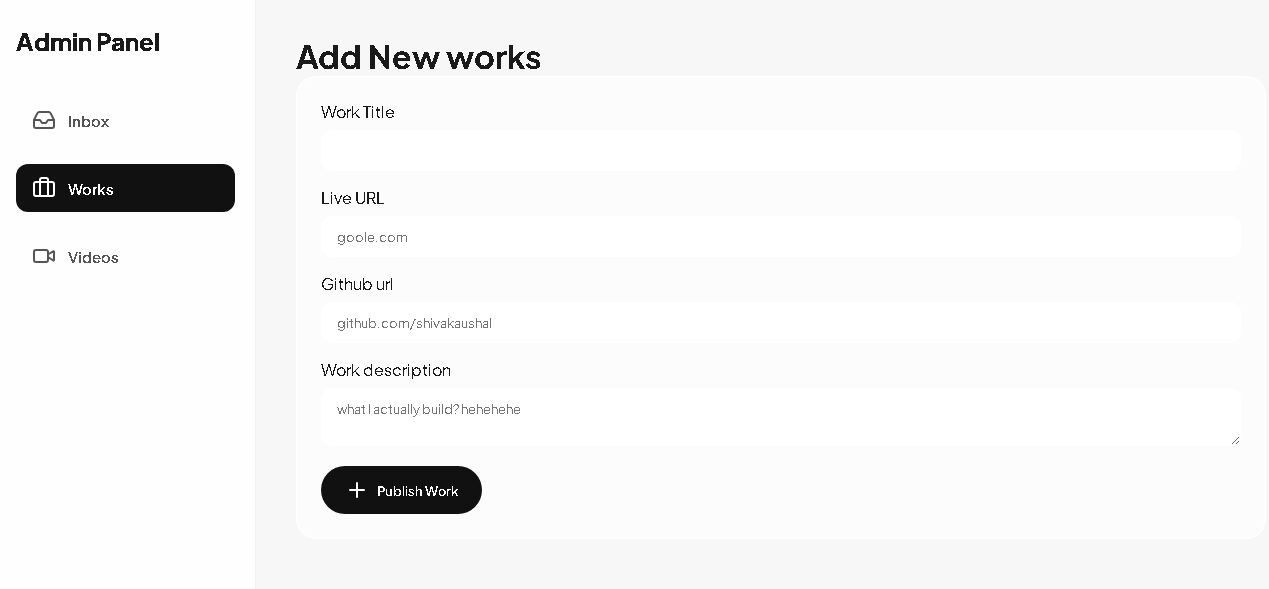 Admin Panel
Inbox
Works
Videos
Add New works
Work Title
Live URL
goole.com
Github url
github.com/shivakaushal
Work description
what I actually build? hehehehe
Publish Work